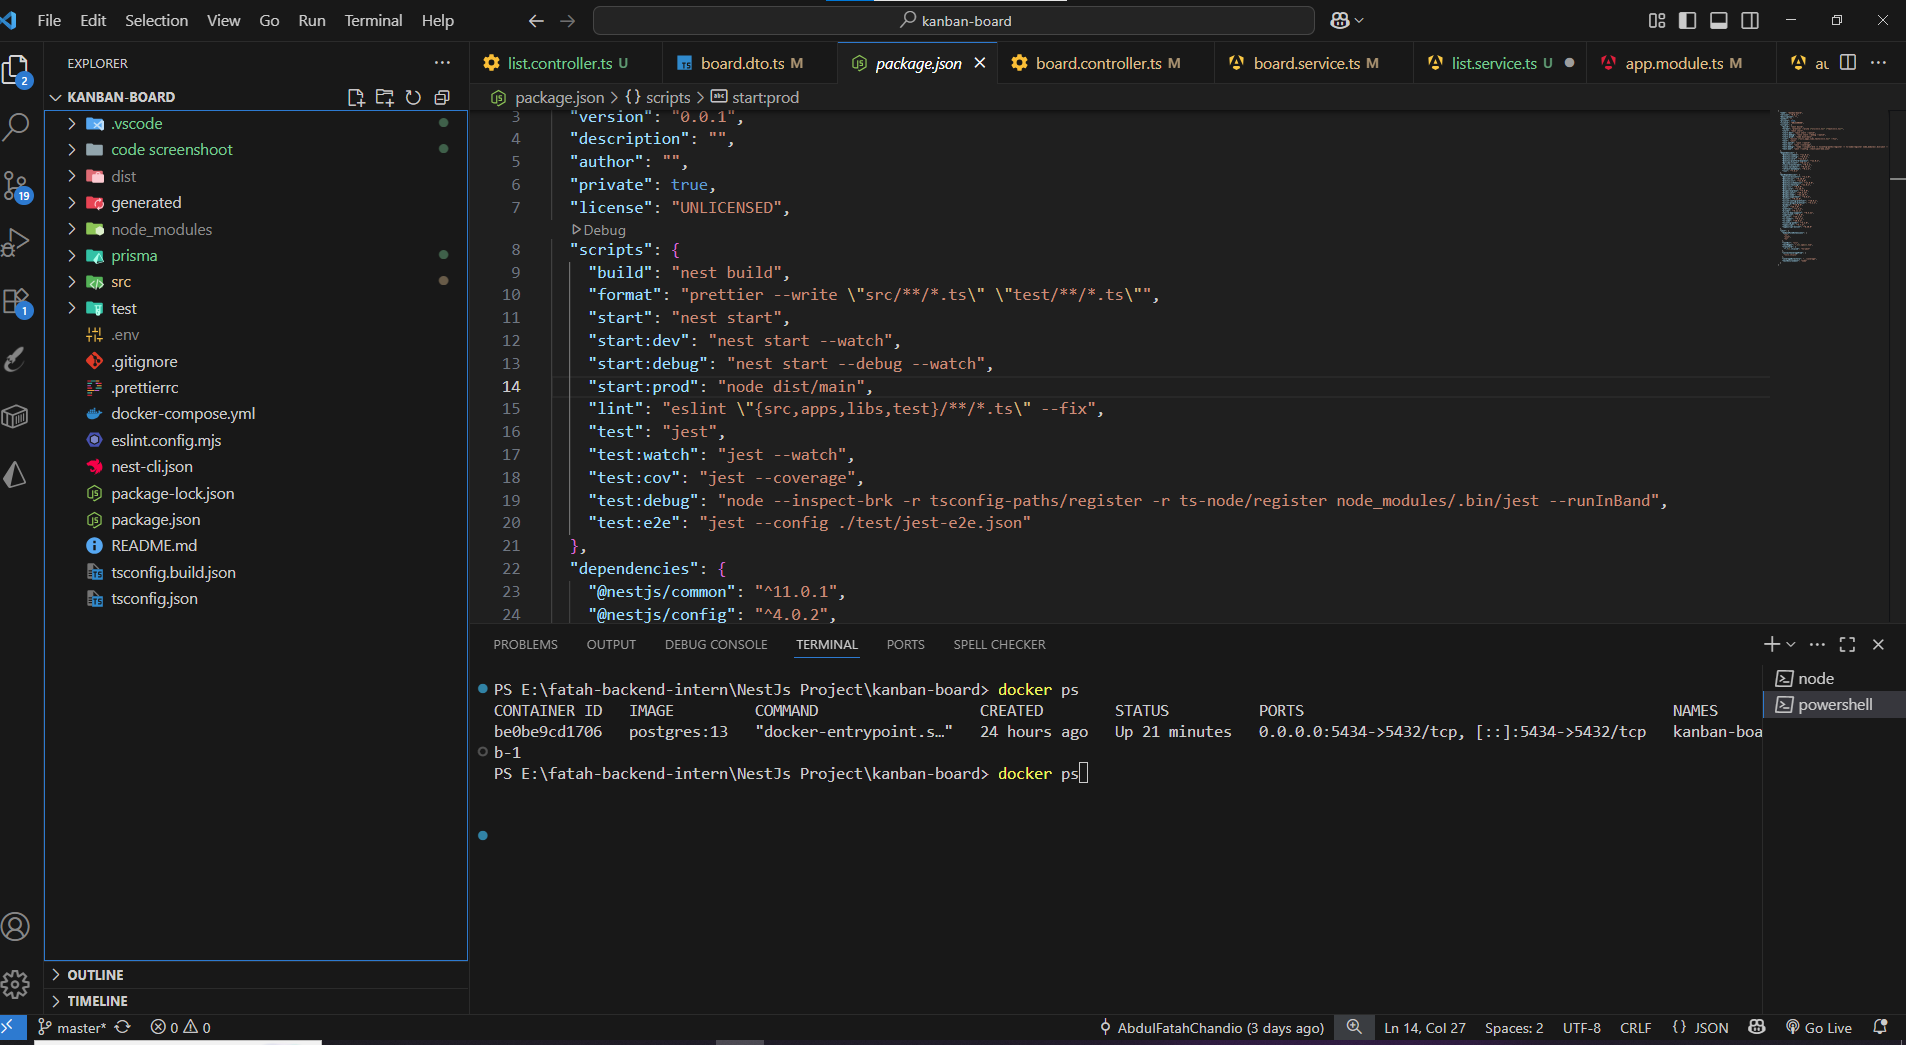 File Edit Selection View Go Run Terminal Help
kanban-board
EXPLORER
list.controller.ts U
board.dto.ts M
package.json
board.controller.ts M
board.service.ts M
list.service.ts U
app.module.ts M
au
KANBAN-BOARD
package.json > {} scripts > start:prod
.vscode
code screenshoot
dist
generated
node_modules
prisma
src
test
.env
.gitignore
.prettierrc
docker-compose.yml
eslint.config.mjs
nest-cli.json
package-lock.json
package.json
README.md
tsconfig.build.json
tsconfig.json
2
19
1
3 "version": "0.0.1",
4 "description": "",
5 "author": "",
6 "private": true,
7 "license": "UNLICENSED",
Debug
8 "scripts": {
9 "build": "nest build",
10 "format": "prettier --write \"src/**/*.ts\" \"test/**/*.ts\"",
11 "start": "nest start",
12 "start:dev": "nest start --watch",
13 "start:debug": "nest start --debug --watch",
14 "start:prod": "node dist/main",
15 "lint": "eslint \"{src,apps,libs,test}/**/*.ts\" --fix",
16 "test": "jest",
17 "test:watch": "jest --watch",
18 "test:cov": "jest --coverage",
19 "test:debug": "node --inspect-brk -r tsconfig-paths/register -r ts-node/register node_modules/.bin/jest --runInBand",
20 "test:e2e": "jest --config ./test/jest-e2e.json"
21 },
22 "dependencies": {
23 "@nestjs/common": "^11.0.1",
24 "@nestjs/config": "^4.0.2",
PROBLEMS OUTPUT DEBUG CONSOLE TERMINAL PORTS SPELL CHECKER
PS E:\fatah-backend-intern\NestJs Project\kanban-board> docker ps
CONTAINER ID IMAGE COMMAND CREATED STATUS PORTS NAMES
be0be9cd1706 postgres:13 "docker-entrypoint.s…" 24 hours ago Up 21 minutes 0.0.0.0:5434->5432/tcp, [::]:5434->5432/tcp kanban-boa
b-1
PS E:\fatah-backend-intern\NestJs Project\kanban-board> docker ps
node
powershell
OUTLINE
TIMELINE
master* 0 0 AbdulFatahChandio (3 days ago) Ln 14, Col 27 Spaces: 2 UTF-8 CRLF {} JSON Go Live